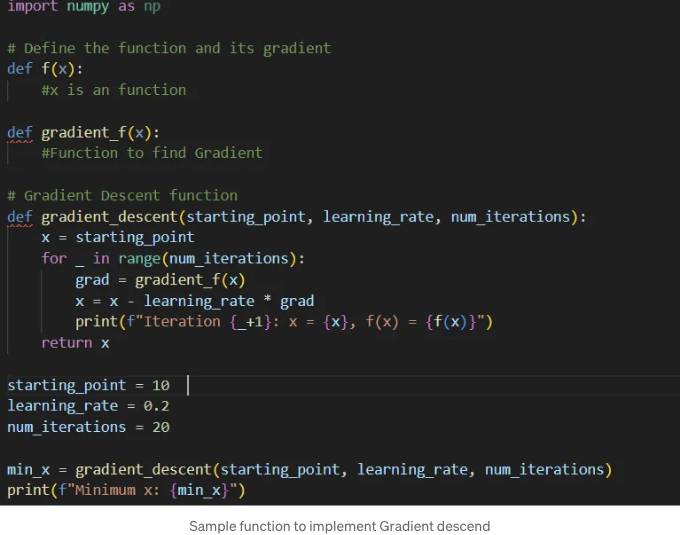 import numpy as np
# Define the function and its gradient
def f(x):
#x is an function
def gradient_f(x):
#Function to find Gradient
# Gradient Descent function
def gradient_descent(starting_point, learning_rate, num_iterations):
x = starting_point
for _ in range(num_iterations):
grad = gradient_f(x)
x = x - learning_rate * grad
print(f"Iteration {_+1}: x = {x}, f(x) = {f(x)}")
return x
starting_point = 10
learning_rate = 0.2
num_iterations = 20
min_x = gradient_descent(starting_point, learning_rate, num_iterations)
print(f"Minimum x: {min_x}")
Sample function to implement Gradient descend